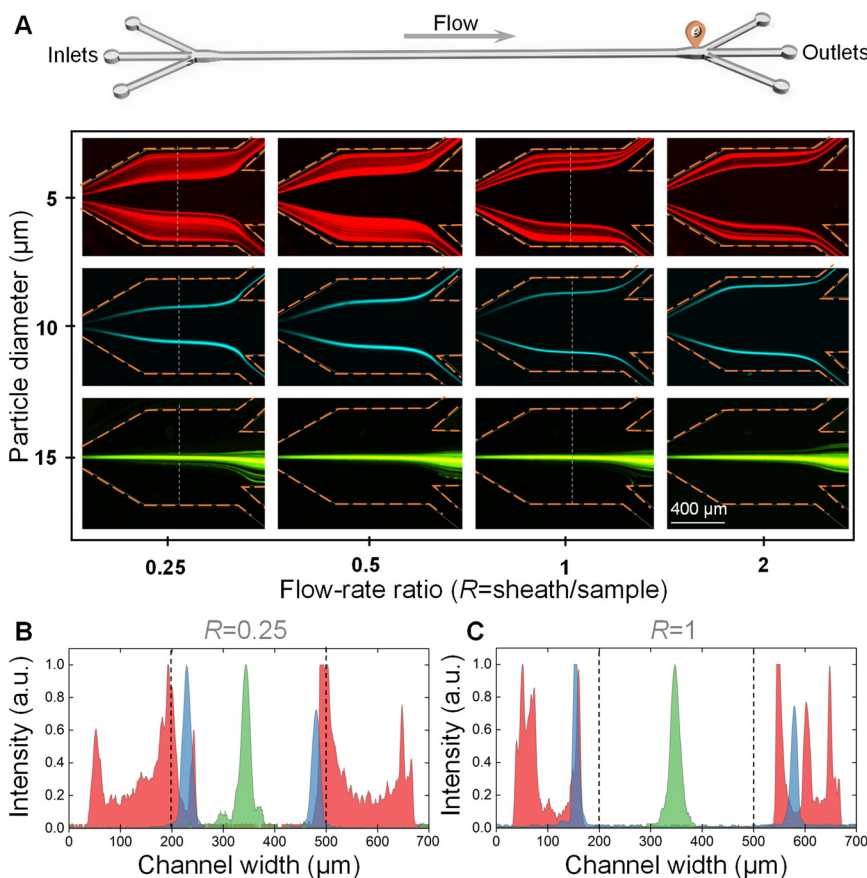 A
Flow
Inlets
Outlets
Particle diameter (µm)
5
10
15
400 µm
0.25
0.5
1
2
Flow-rate ratio (R=sheath/sample)
B
R=0.25
Intensity (a.u.)
1.0
0.8
0.6
0.4
0.2
0.0
0 100 200 300 400 500 600 700
Channel width (µm)
C
R=1
Intensity (a.u.)
1.0
0.8
0.6
0.4
0.2
0.0
0 100 200 300 400 500 600 700
Channel width (µm)